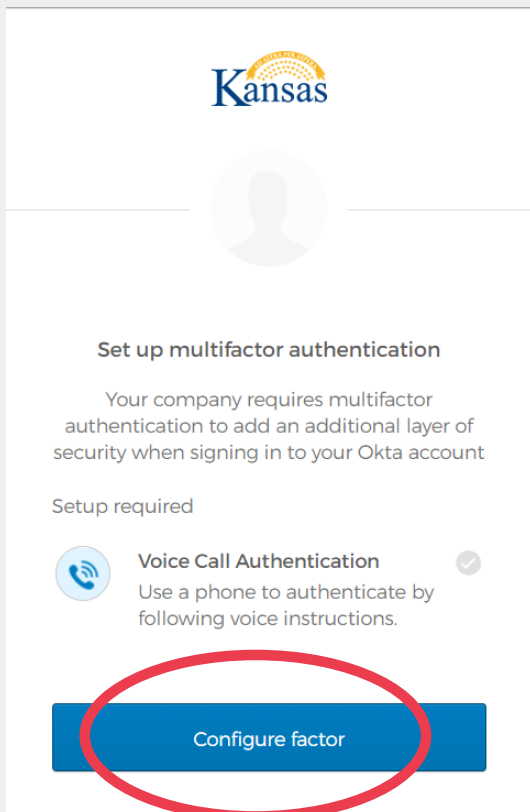 Kansas
Set up multifactor authentication
Your company requires multifactor
authentication to add an additional layer of
security when signing in to your Okta account
Setup required
Voice Call Authentication
Use a phone to authenticate by
following voice instructions.
Configure factor